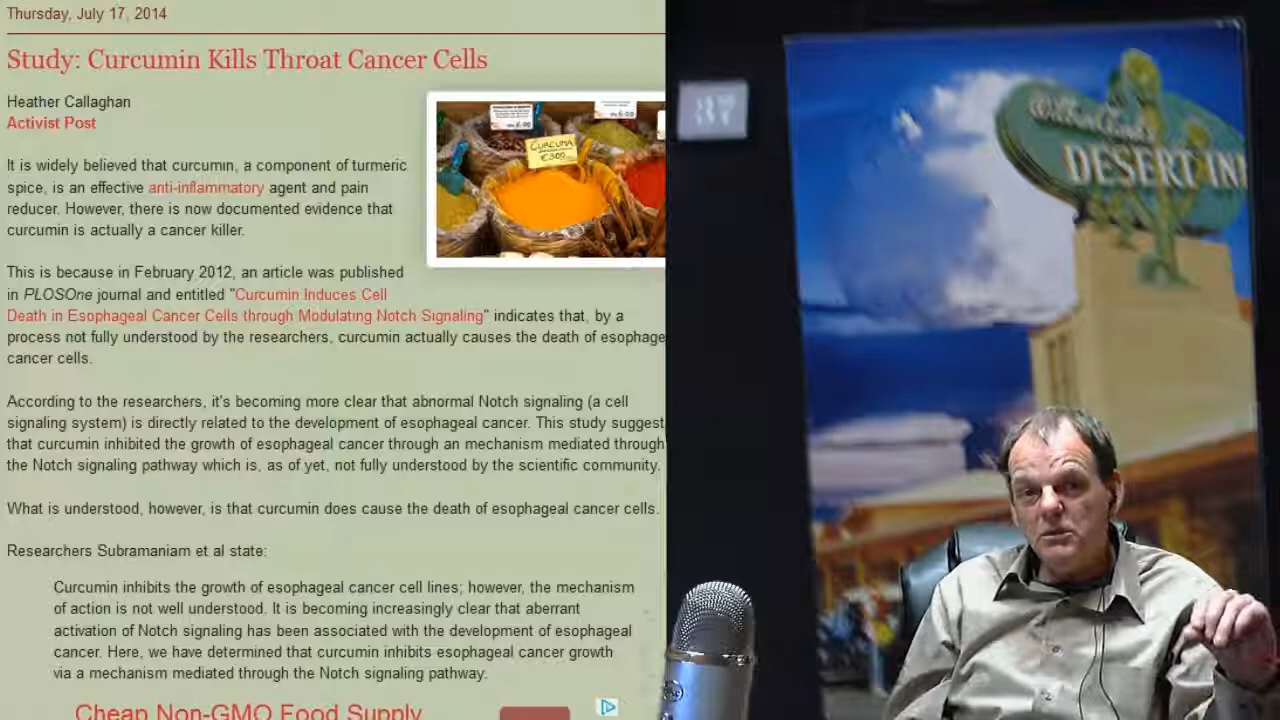 Thursday, July 17, 2014
Study: Curcumin Kills Throat Cancer Cells
Heather Callaghan
Activist Post
CURCUMA
It is widely believed that curcumin, a component of turmeric
spice, is an effective anti-inflammatory agent and pain
reducer. However, there is now documented evidence that
curcumin is actually a cancer killer.
This is because in February 2012, an article was published
in PLOSOne journal and entitled "Curcumin Induces Cell
Death in Esophageal Cancer Cells through Modulating Notch Signaling" indicates that, by a
process not fully understood by the researchers, curcumin actually causes the death of esophage
cancer cells.
According to the researchers, it's becoming more clear that abnormal Notch signaling (a cell
signaling system) is directly related to the development of esophageal cancer. This study suggest
that curcumin inhibited the growth of esophageal cancer through an mechanism mediated through
the Notch signaling pathway which is, as of yet, not fully understood by the scientific community.
What is understood, however, is that curcumin does cause the death of esophageal cancer cells.
Researchers Subramaniam et al state:
Curcumin inhibits the growth of esophageal cancer cell lines; however, the mechanism
of action is not well understood. It is becoming increasingly clear that aberrant
activation of Notch signaling has been associated with the development of esophageal
cancer. Here, we have determined that curcumin inhibits esophageal cancer growth
via a mechanism mediated through the Notch signaling pathway.
Cheap Non-GMO Food Supply
DESERT INN